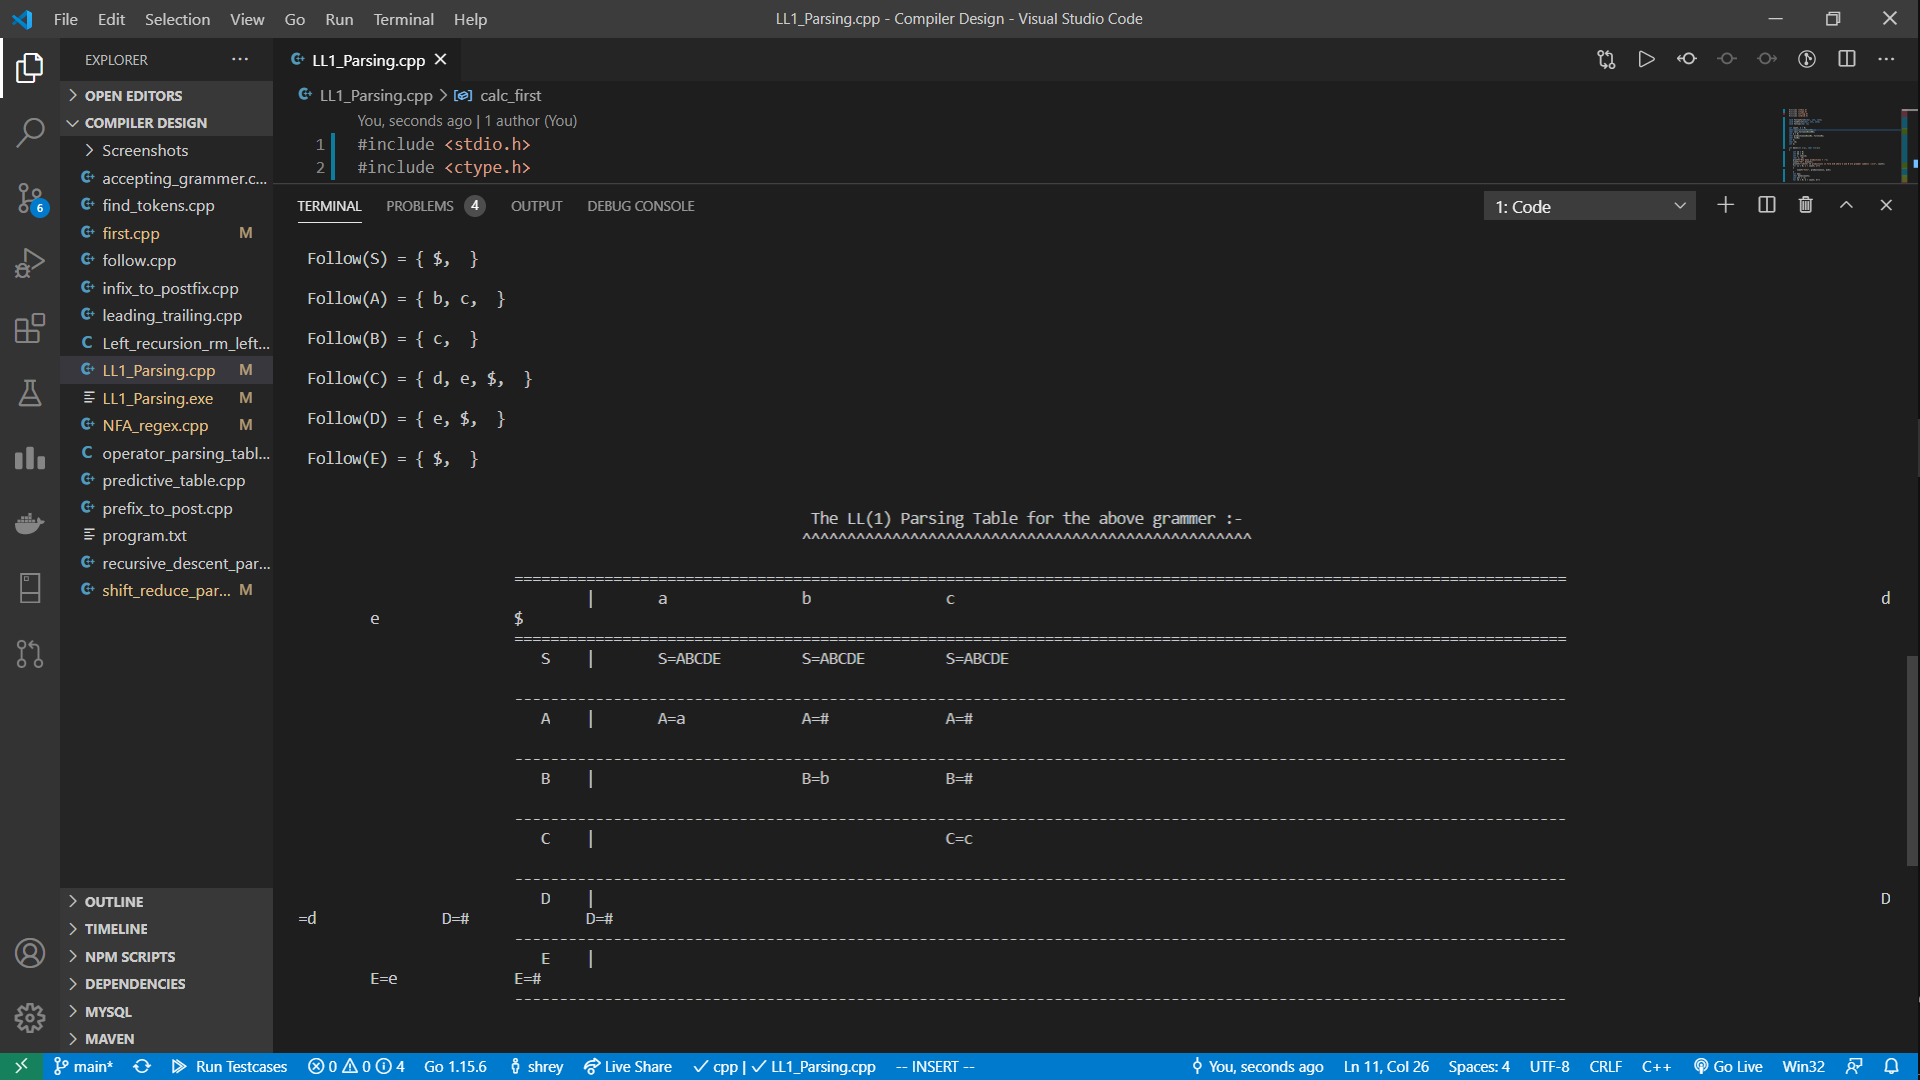 File Edit Selection View Go Run Terminal Help
LL1_Parsing.cpp - Compiler Design - Visual Studio Code
EXPLORER
OPEN EDITORS
COMPILER DESIGN
Screenshots
accepting_grammer.c...
find_tokens.cpp
first.cpp M
follow.cpp
infix_to_postfix.cpp
leading_trailing.cpp
Left_recursion_rm_left...
LL1_Parsing.cpp M
LL1_Parsing.exe M
NFA_regex.cpp M
operator_parsing_tabl...
predictive_table.cpp
prefix_to_post.cpp
program.txt
recursive_descent_par...
shift_reduce_par... M
6
OUTLINE
TIMELINE
NPM SCRIPTS
DEPENDENCIES
MYSQL
MAVEN
LL1_Parsing.cpp
LL1_Parsing.cpp > calc_first
You, seconds ago | 1 author (You)
1 #include <stdio.h>
2 #include <ctype.h>
TERMINAL PROBLEMS 4 OUTPUT DEBUG CONSOLE
1: Code
Follow(S) = { $,  }
Follow(A) = { b, c,  }
Follow(B) = { c,  }
Follow(C) = { d, e, $,  }
Follow(D) = { e, $,  }
Follow(E) = { $,  }
The LL(1) Parsing Table for the above grammer :-
^^^^^^^^^^^^^^^^^^^^^^^^^^^^^^^^^^^^^^^^^^^^^^^^^^
=====================================================================================================================
| a b c d
e $
=====================================================================================================================
S | S=ABCDE S=ABCDE S=ABCDE
---------------------------------------------------------------------------------------------------------------------
A | A=a A=# A=#
---------------------------------------------------------------------------------------------------------------------
B | B=b B=#
---------------------------------------------------------------------------------------------------------------------
C | C=c
---------------------------------------------------------------------------------------------------------------------
D | D
=d D=# D=#
---------------------------------------------------------------------------------------------------------------------
E |
E=e E=#
---------------------------------------------------------------------------------------------------------------------
main* Run Testcases 0 0 4 Go 1.15.6 shrey Live Share cpp | LL1_Parsing.cpp -- INSERT -- You, seconds ago Ln 11, Col 26 Spaces: 4 UTF-8 CRLF C++ Go Live Win32